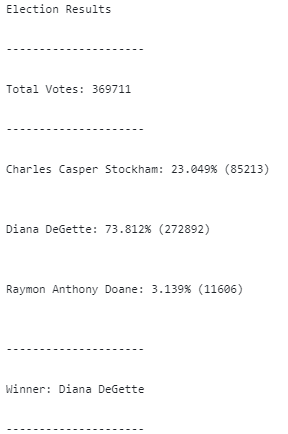 Election Results
---------------------
Total Votes: 369711
---------------------
Charles Casper Stockham: 23.049% (85213)
Diana DeGette: 73.812% (272892)
Raymon Anthony Doane: 3.139% (11606)
---------------------
Winner: Diana DeGette
---------------------